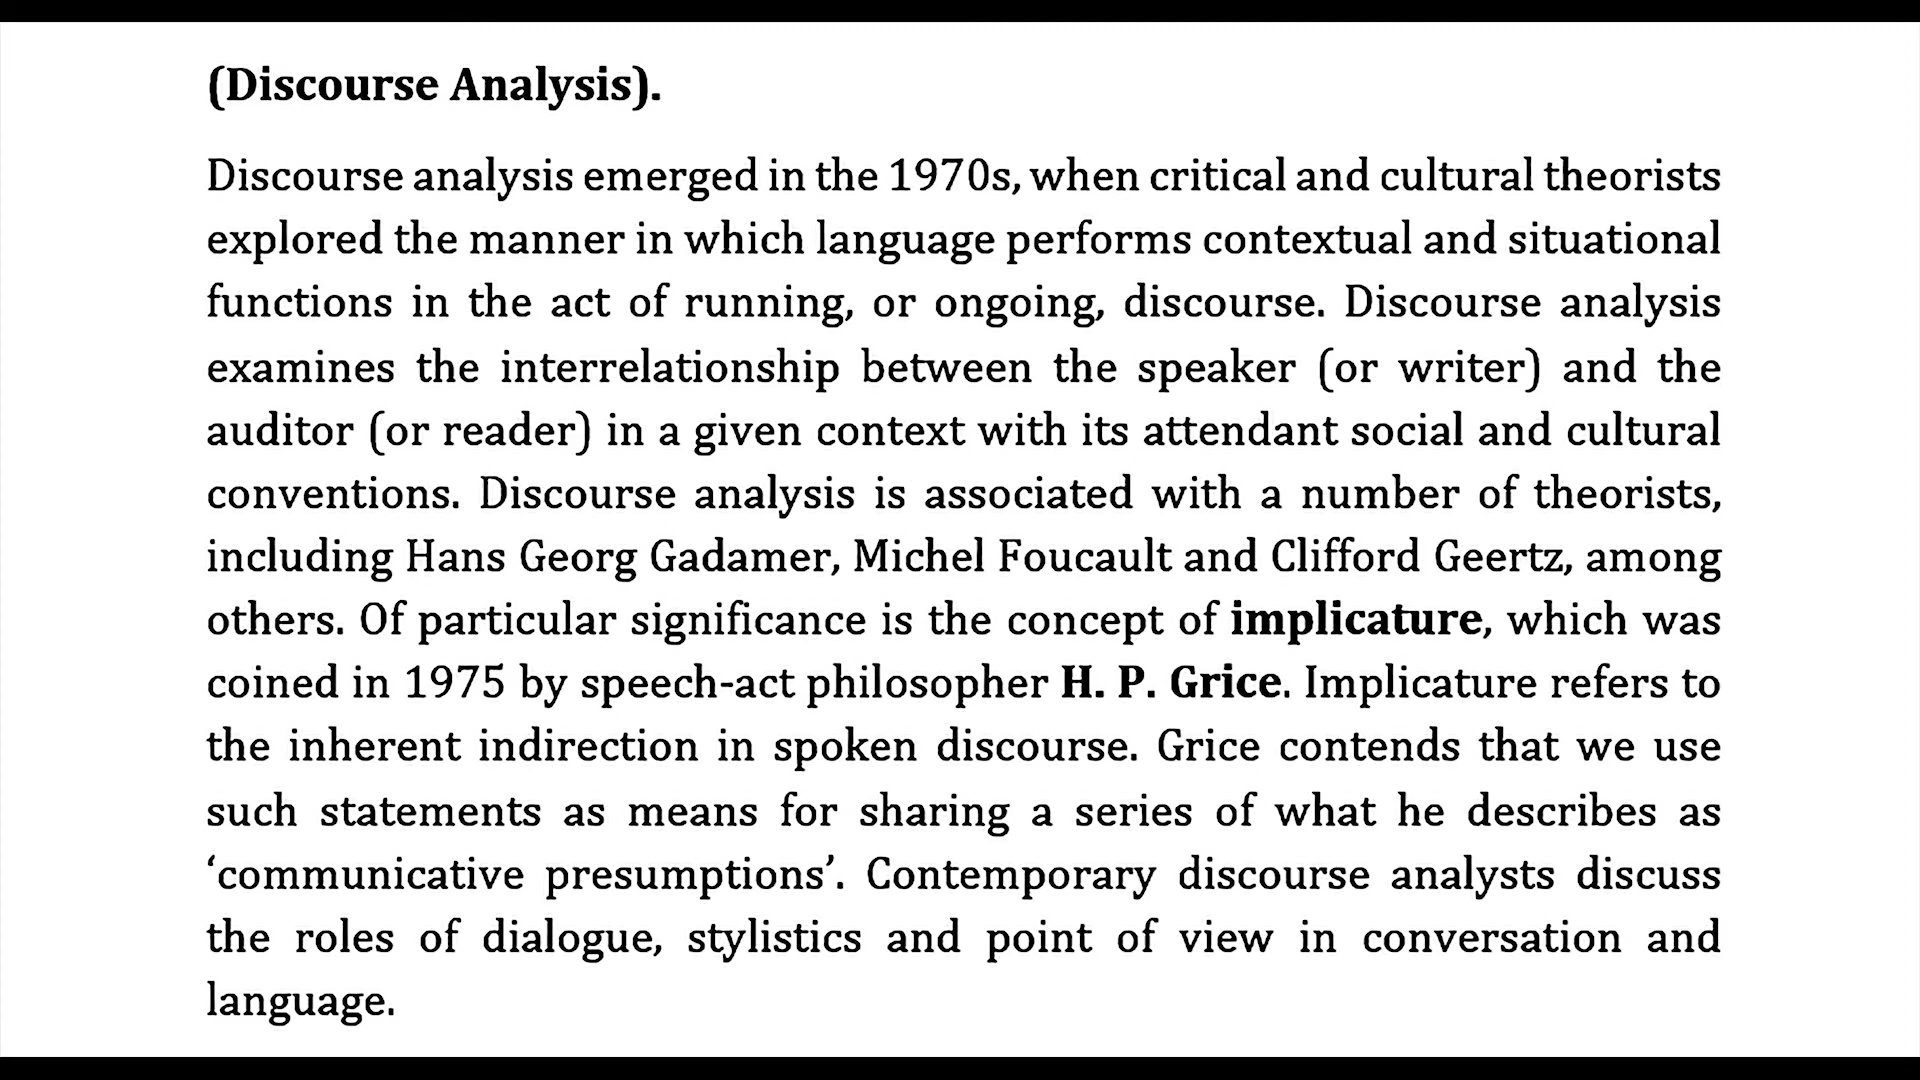 (Discourse Analysis).
Discourse analysis emerged in the 1970s, when critical and cultural theorists
explored the manner in which language performs contextual and situational
functions in the act of running, or ongoing, discourse. Discourse analysis
examines the interrelationship between the speaker (or writer) and the
auditor (or reader) in a given context with its attendant social and cultural
conventions. Discourse analysis is associated with a number of theorists,
including Hans Georg Gadamer, Michel Foucault and Clifford Geertz, among
others. Of particular significance is the concept of implicature, which was
coined in 1975 by speech-act philosopher H. P. Grice. Implicature refers to
the inherent indirection in spoken discourse. Grice contends that we use
such statements as means for sharing a series of what he describes as
‘communicative presumptions’. Contemporary discourse analysts discuss
the roles of dialogue, stylistics and point of view in conversation and
language.